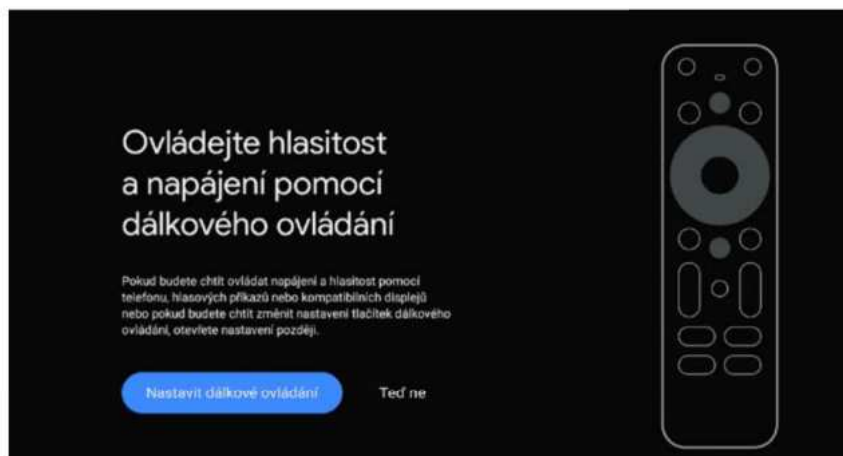 Ovládejte hlasitost
a napájení pomocí
dálkového ovládání
Pokud budete chtít ovládat napájení a hlasitost pomocí
telefonu, hlasových příkazů nebo kompatibilních displejů
nebo pokud budete chtít změnit nastavení tlačítek dálkového
ovládání, otevřete nastavení později.
Nastavit dálkové ovládání
Teď ne